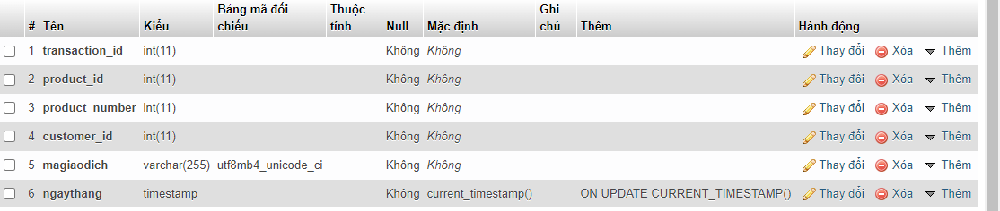 # Tên Kiểu Bảng mã đối chiếu Thuộc tính Null Mặc định Ghi chú Thêm Hành động
1 transaction_id int(11) Không Không Thay đổi Xóa Thêm
2 product_id int(11) Không Không Thay đổi Xóa Thêm
3 product_number int(11) Không Không Thay đổi Xóa Thêm
4 customer_id int(11) Không Không Thay đổi Xóa Thêm
5 magiaodich varchar(255) utf8mb4_unicode_ci Không Không Thay đổi Xóa Thêm
6 ngaythang timestamp Không current_timestamp() ON UPDATE CURRENT_TIMESTAMP() Thay đổi Xóa Thêm